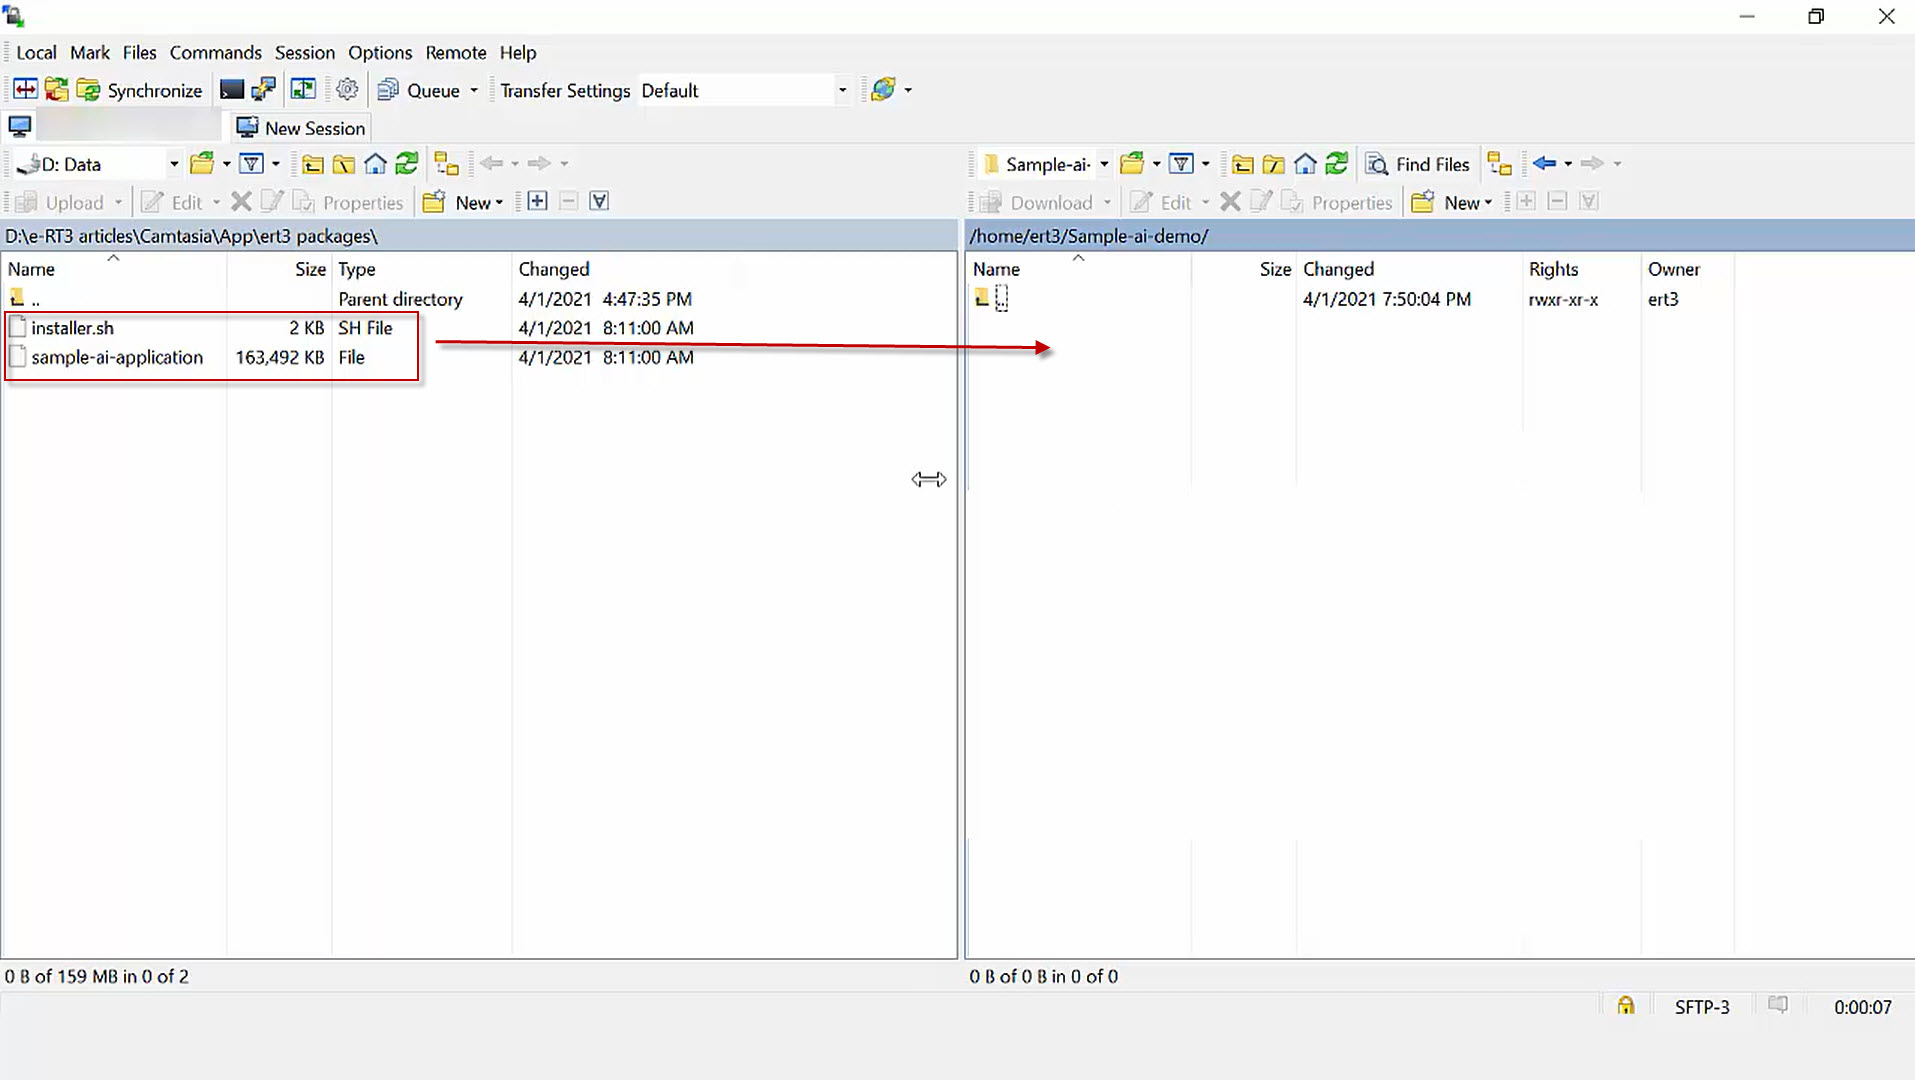 Local Mark Files Commands Session Options Remote Help
Synchronize Queue Transfer Settings Default
New Session
D: Data
Sample-ai- Find Files
Upload Edit Properties New
Download Edit Properties New
D:\e-RT3 articles\Camtasia\App\ert3 packages\
Name Size Type Changed
.. Parent directory 4/1/2021 4:47:35 PM
installer.sh 2 KB SH File 4/1/2021 8:11:00 AM
sample-ai-application 163,492 KB File 4/1/2021 8:11:00 AM
0 B of 159 MB in 0 of 2
/home/ert3/Sample-ai-demo/
Name Size Changed Rights Owner
4/1/2021 7:50:04 PM rwxr-xr-x ert3
0 B of 0 B in 0 of 0
SFTP-3 0:00:07